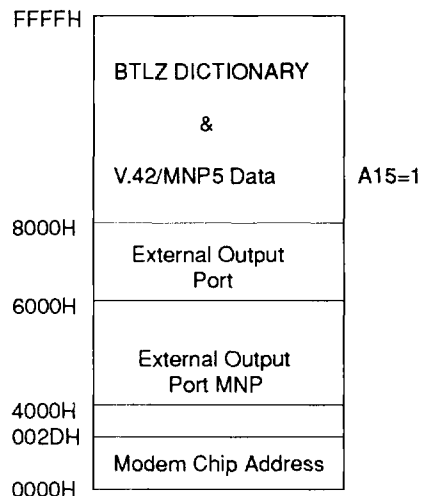 FFFFH
BTLZ DICTIONARY
&
V.42/MNP5 Data
A15=1
8000H
External Output
Port
6000H
External Output
Port MNP
4000H
002DH
Modem Chip Address
0000H